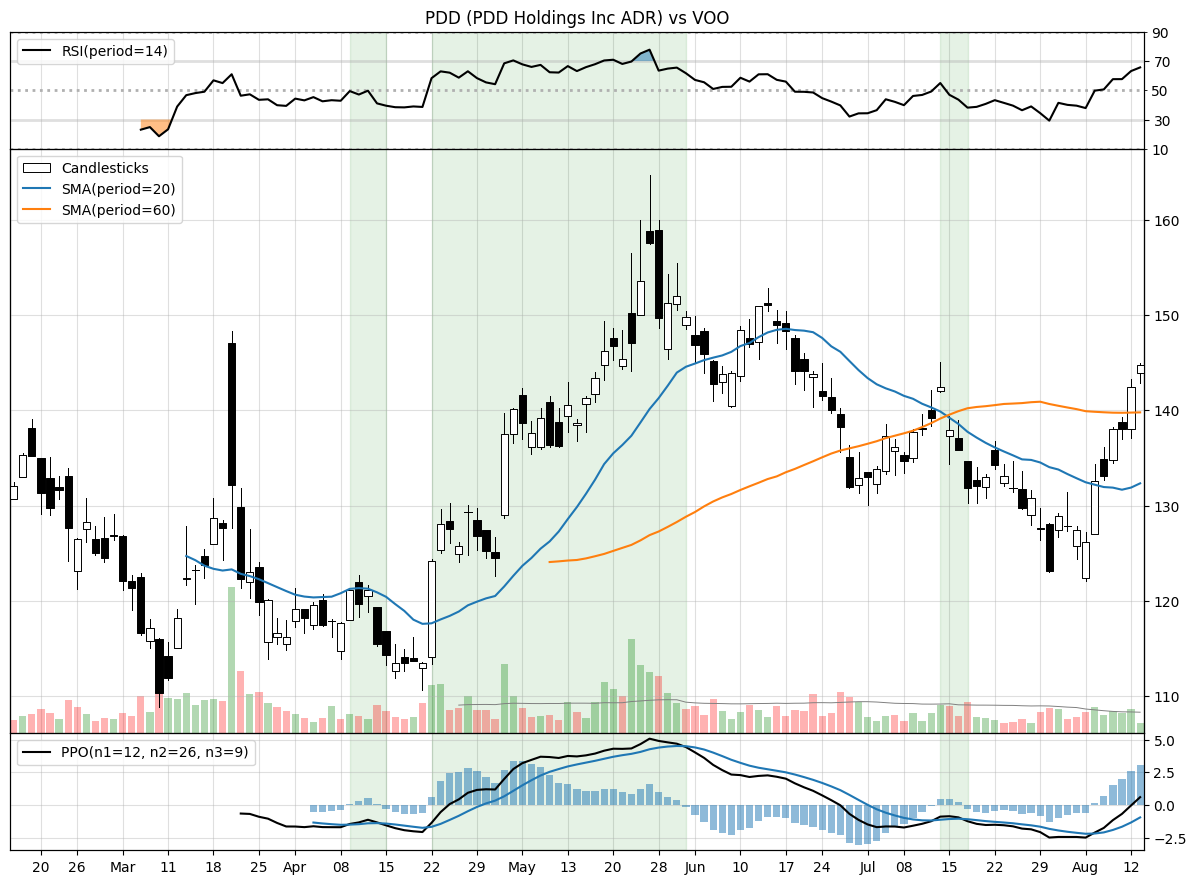 PDD (PDD Holdings Inc ADR) vs VOO
RSI(period=14)
90
70
50
30
10
Candlesticks
SMA(period=20)
SMA(period=60)
160
150
140
130
120
110
PPO(n1=12, n2=26, n3=9)
5.0
2.5
0.0
−2.5
20 26 Mar 11 18 25 Apr 08 15 22 29 May 13 20 28 Jun 10 17 24 Jul 08 15 22 29 Aug 12